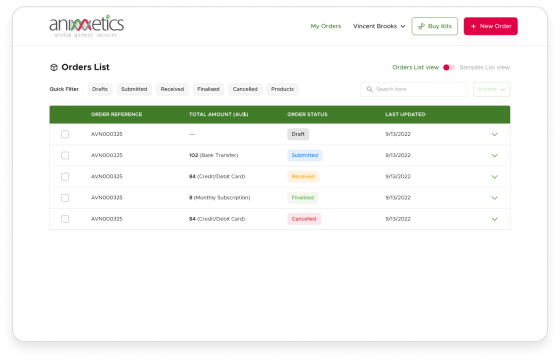 animetics
animal genetic services
My Orders Vincent Brooks Buy Kits + New Order
Orders List
Orders List view Samples List view
Quick Filter Drafts Submitted Received Finalised Cancelled Products Search here Actions
ORDER REFERENCE TOTAL AMOUNT (AU$) ORDER STATUS LAST UPDATED
AVN000325 — Draft 9/13/2022
AVN000325 102 (Bank Transfer) Submitted 9/13/2022
AVN000325 84 (Credit/Debit Card) Received 9/13/2022
AVN000325 8 (Monthly Subscription) Finalised 9/13/2022
AVN000325 84 (Credit/Debit Card) Cancelled 9/13/2022